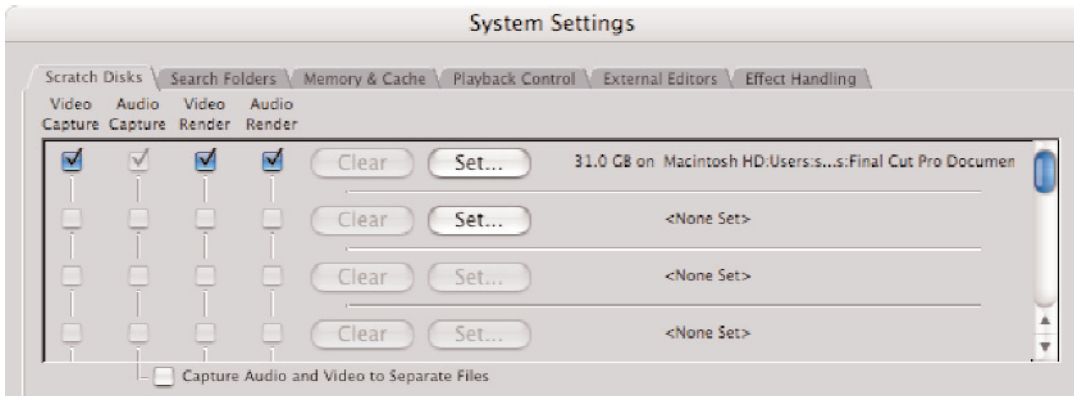 System Settings
Scratch Disks Search Folders Memory & Cache Playback Control External Editors Effect Handling
Video Audio Video Audio
Capture Capture Render Render
Clear Set... 31.0 GB on Macintosh HD:Users:s...s:Final Cut Pro Documen
Clear Set... <None Set>
Clear Set... <None Set>
Clear Set... <None Set>
Capture Audio and Video to Separate Files